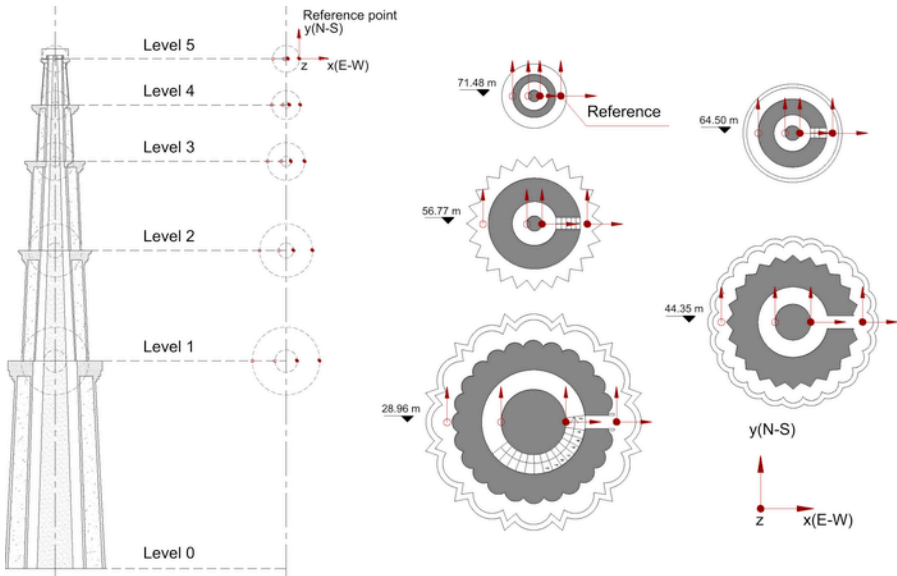 Reference point
y(N-S)
Level 5
z
x(E-W)
Level 4
Level 3
Level 2
Level 1
Level 0
71.48 m
Reference
64.50 m
56.77 m
44.35 m
28.96 m
y(N-S)
z
x(E-W)